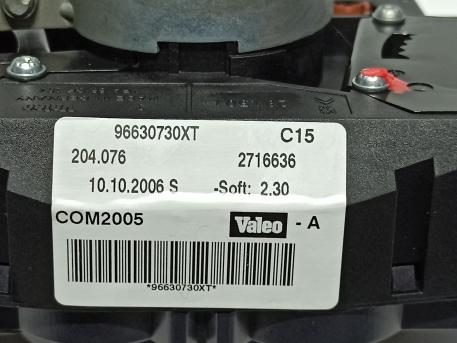 96630730XT C15
204.076 2716636
10.10.2006 S -Soft: 2.30
COM2005 Valeo - A
*96630730XT*